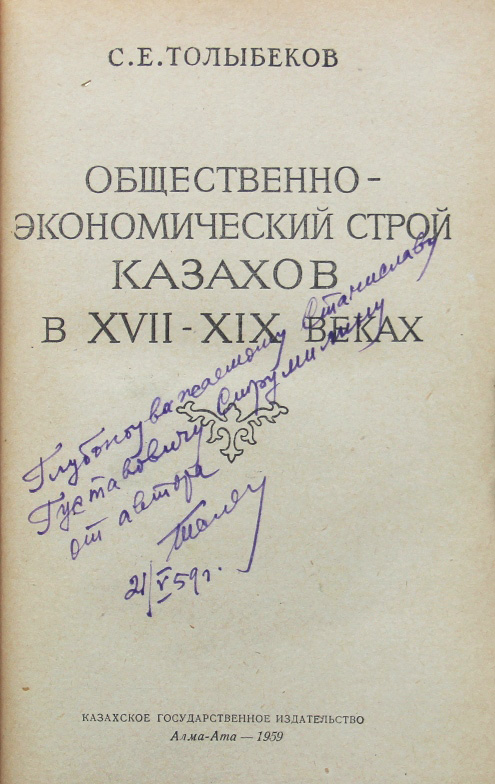 С.Е.ТОЛЫБЕКОВ
ОБЩЕСТВЕННО-
ЭКОНОМИЧЕСКИЙ СТРОЙ
КАЗАХОВ
В XVII-XIX ВЕКАХ
Глубокоуважаемому Станиславу
Густавовичу Струмилину
от автора
21/V 59г.
КАЗАХСКОЕ ГОСУДАРСТВЕННОЕ ИЗДАТЕЛЬСТВО
Алма-Ата — 1959